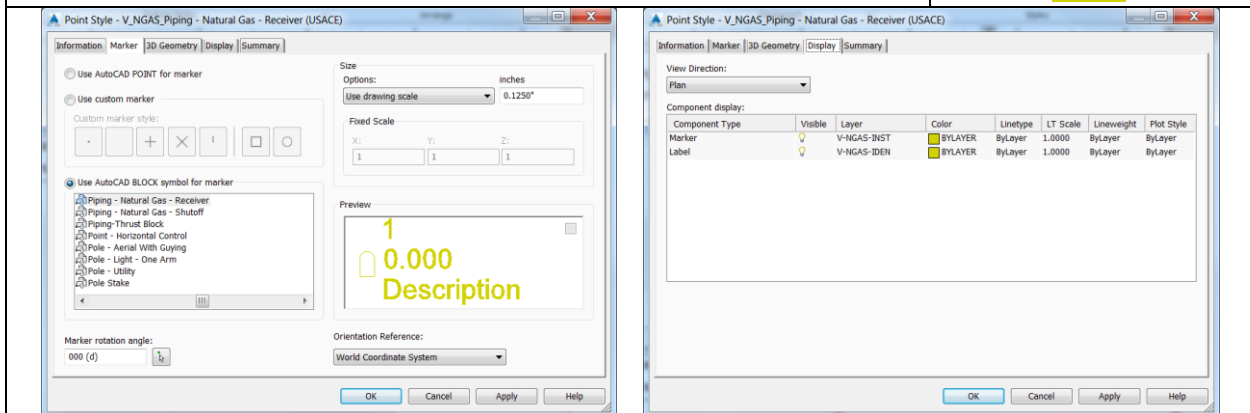 Point Style - V_NGAS_Piping - Natural Gas - Receiver (USACE)
Information Marker 3D Geometry Display Summary
Use AutoCAD POINT for marker
Use custom marker
Custom marker style:
Use AutoCAD BLOCK symbol for marker
Piping - Natural Gas - Receiver
Piping - Natural Gas - Shutoff
Piping-Thrust Block
Point - Horizontal Control
Pole - Aerial With Guying
Pole - Light - One Arm
Pole - Utility
Pole Stake
Marker rotation angle:
000 (d)
Size
Options: inches
Use drawing scale 0.1250"
Fixed Scale
X: Y: Z:
1 1 1
Preview
1
0.000
Description
Orientation Reference:
World Coordinate System
OK Cancel Apply Help
Point Style - V_NGAS_Piping - Natural Gas - Receiver (USACE)
Information Marker 3D Geometry Display Summary
View Direction:
Plan
Component display:
Component Type Visible Layer Color Linetype LT Scale Lineweight Plot Style
Marker V-NGAS-INST BYLAYER ByLayer 1.0000 ByLayer ByLayer
Label V-NGAS-IDEN BYLAYER ByLayer 1.0000 ByLayer ByLayer
OK Cancel Apply Help